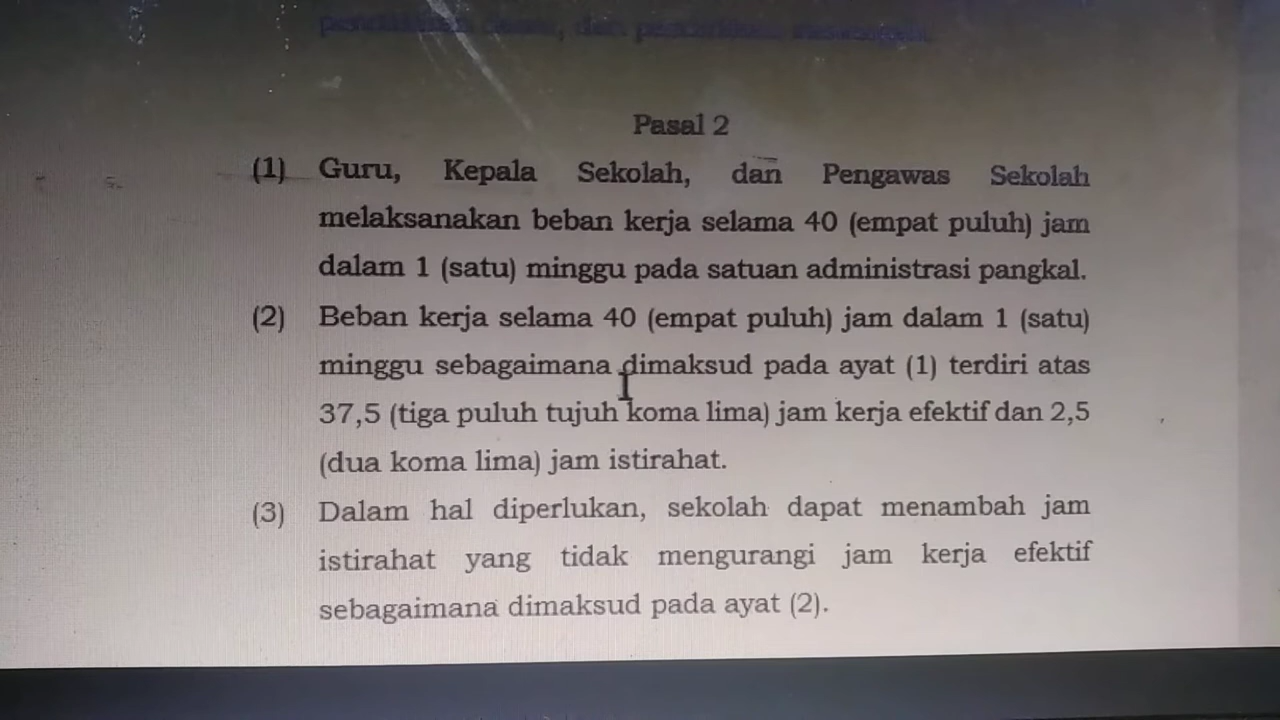 Pasal 2
(1) Guru, Kepala Sekolah, dan Pengawas Sekolah
melaksanakan beban kerja selama 40 (empat puluh) jam
dalam 1 (satu) minggu pada satuan administrasi pangkal.
(2) Beban kerja selama 40 (empat puluh) jam dalam 1 (satu)
minggu sebagaimana dimaksud pada ayat (1) terdiri atas
37,5 (tiga puluh tujuh koma lima) jam kerja efektif dan 2,5
(dua koma lima) jam istirahat.
(3) Dalam hal diperlukan, sekolah dapat menambah jam
istirahat yang tidak mengurangi jam kerja efektif
sebagaimana dimaksud pada ayat (2).